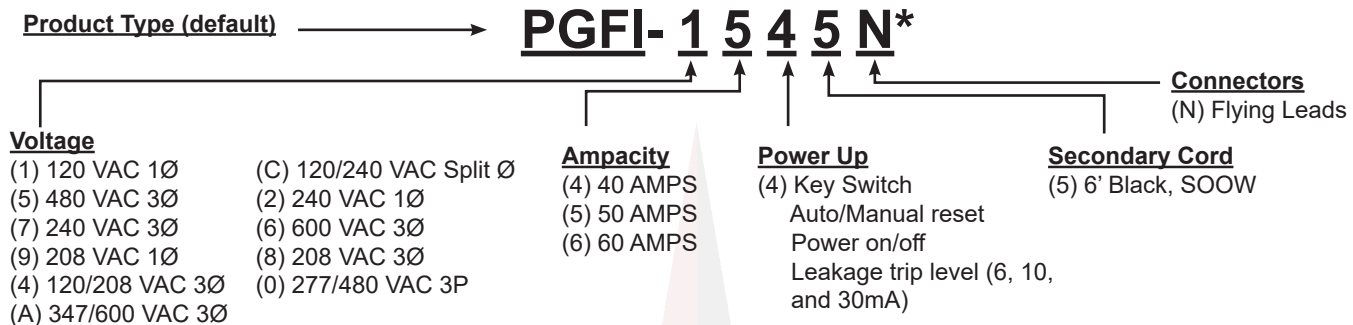 Product Type (default)
PGFI- 1 5 4 5 N*
Connectors
(N) Flying Leads
Voltage
(1) 120 VAC 1Ø
(5) 480 VAC 3Ø
(7) 240 VAC 3Ø
(9) 208 VAC 1Ø
(4) 120/208 VAC 3Ø
(A) 347/600 VAC 3Ø
(C) 120/240 VAC Split Ø
(2) 240 VAC 1Ø
(6) 600 VAC 3Ø
(8) 208 VAC 3Ø
(0) 277/480 VAC 3P
Ampacity
(4) 40 AMPS
(5) 50 AMPS
(6) 60 AMPS
Power Up
(4) Key Switch
Auto/Manual reset
Power on/off
Leakage trip level (6, 10,
and 30mA)
Secondary Cord
(5) 6’ Black, SOOW